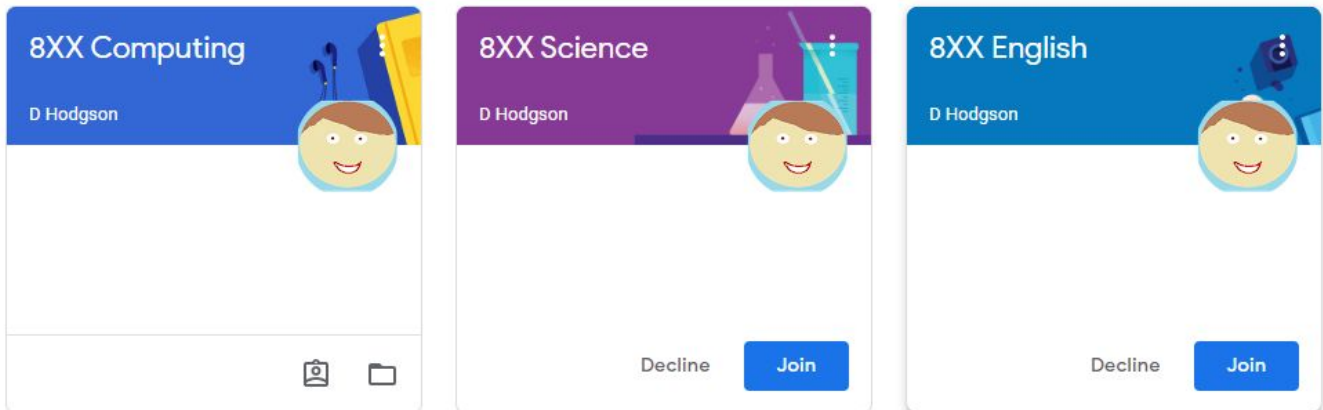 8XX Computing
D Hodgson
8XX Science
D Hodgson
Decline
Join
8XX English
D Hodgson
Decline
Join